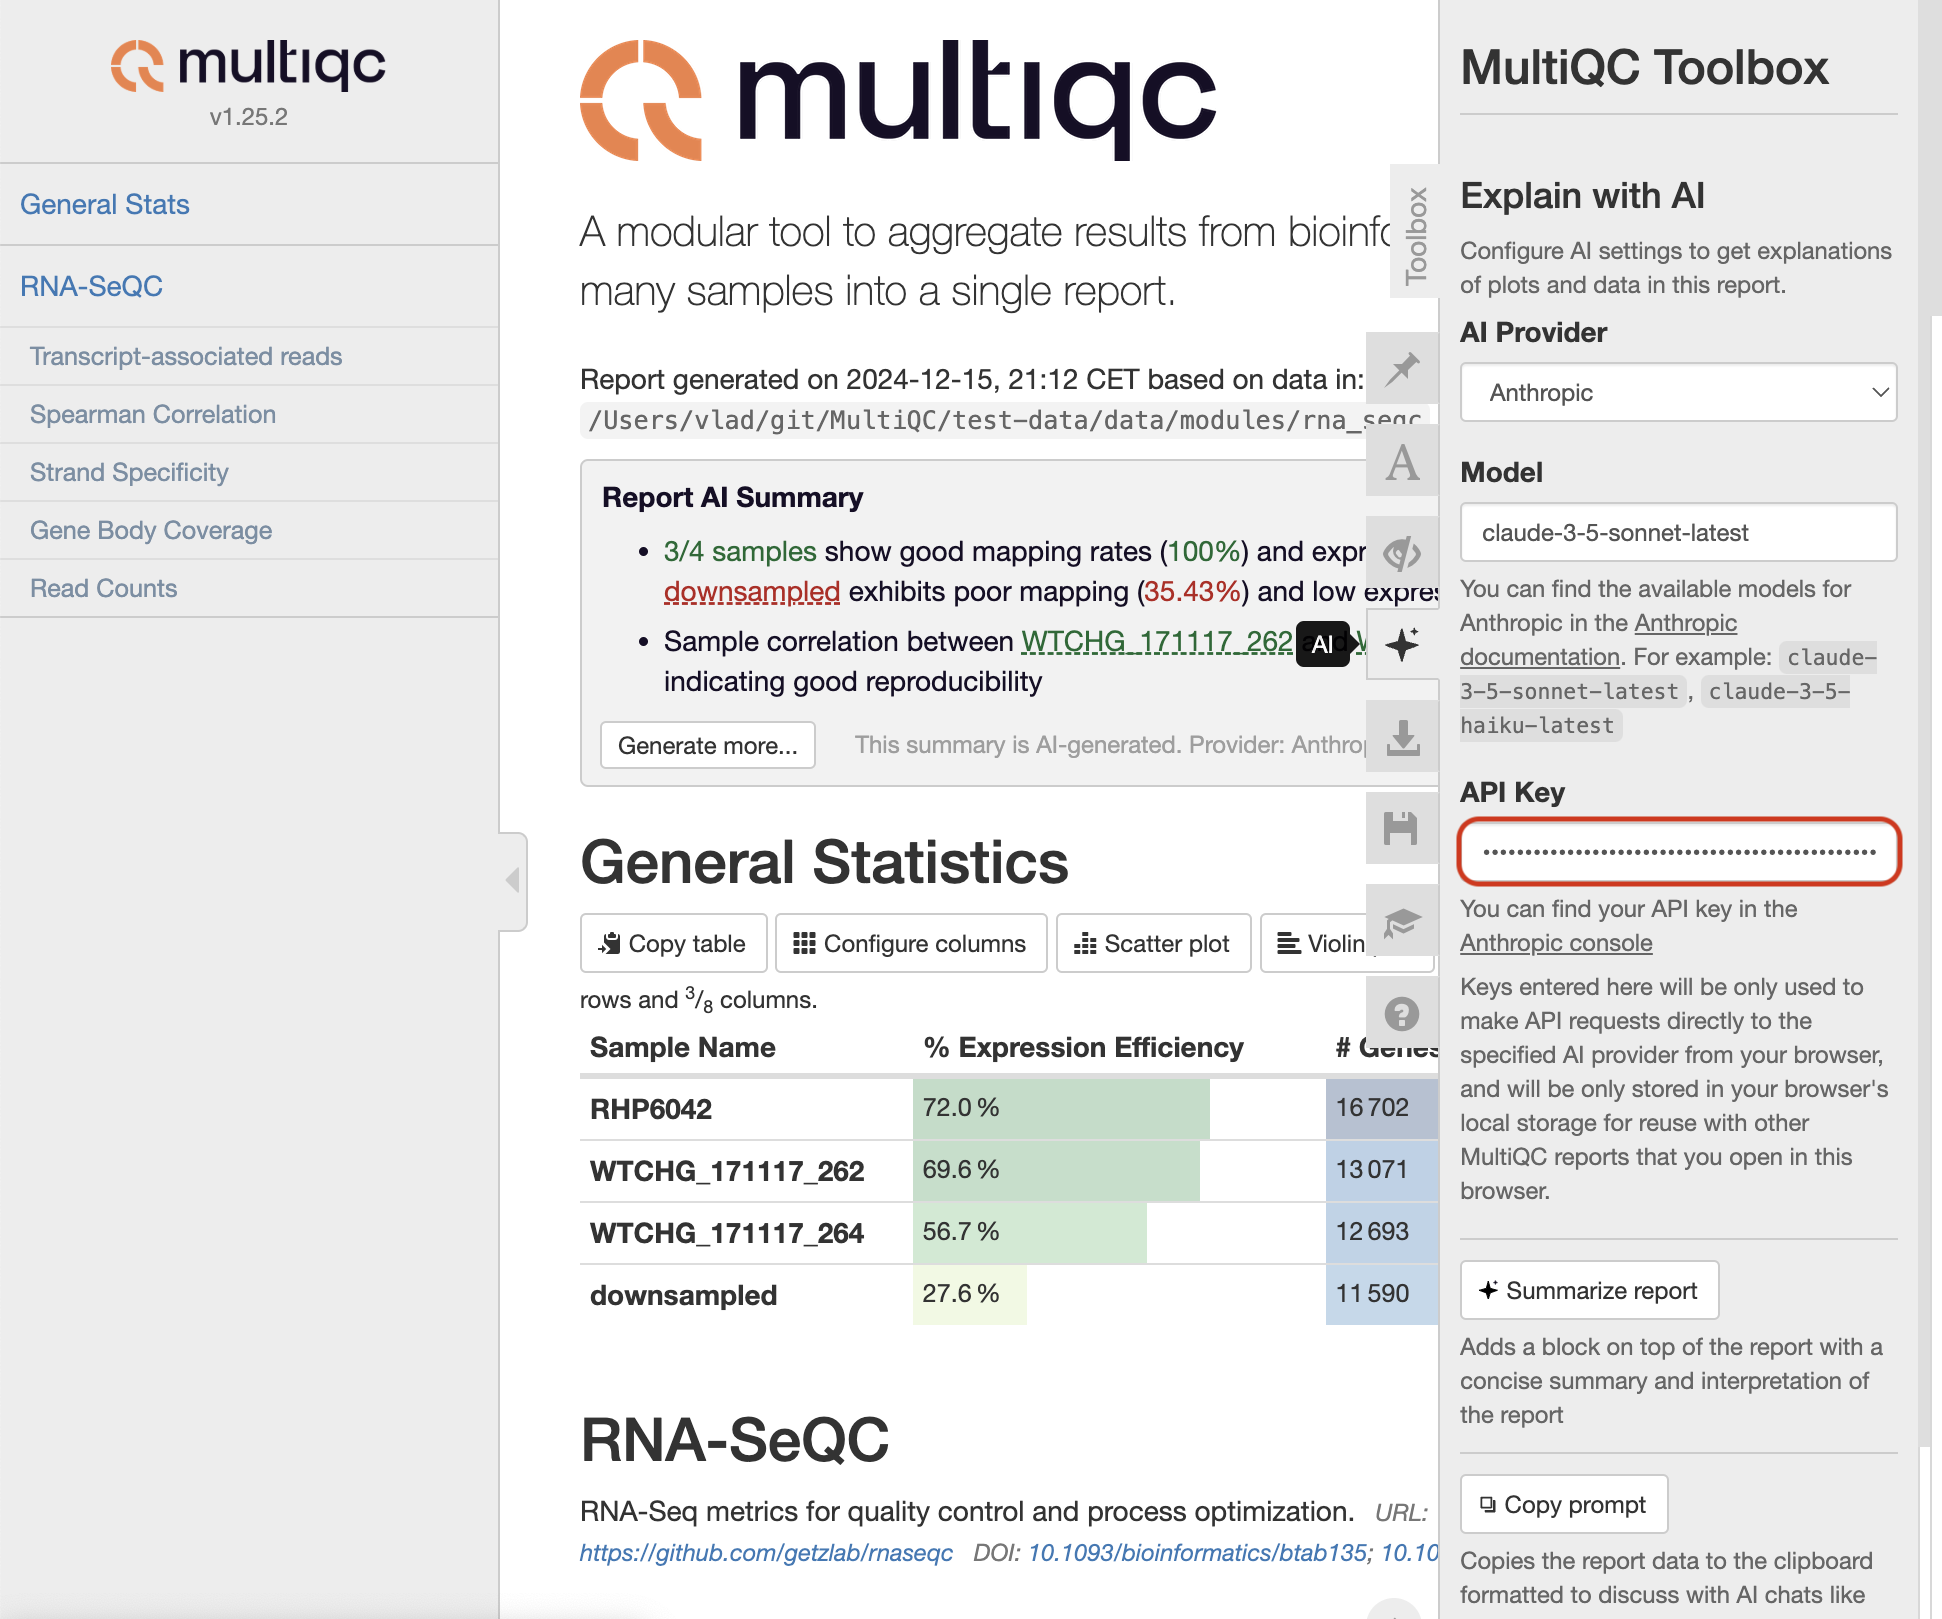 multiqc
v1.25.2
General Stats
RNA-SeQC
Transcript-associated reads
Spearman Correlation
Strand Specificity
Gene Body Coverage
Read Counts
multiqc
A modular tool to aggregate results from bioinfo
many samples into a single report.
Report generated on 2024-12-15, 21:12 CET based on data in:
/Users/vlad/git/MultiQC/test-data/data/modules/rna_seqc
Report AI Summary
• 3/4 samples show good mapping rates (100%) and expr
downsampled exhibits poor mapping (35.43%) and low expres
• Sample correlation between WTCHG_171117_262 and W
indicating good reproducibility
Generate more...
This summary is AI-generated. Provider: Anthrop
General Statistics
Copy table
Configure columns
Scatter plot
Violin
rows and 3/8 columns.
Sample Name % Expression Efficiency # Genes
RHP6042 72.0 % 16 702
WTCHG_171117_262 69.6 % 13 071
WTCHG_171117_264 56.7 % 12 693
downsampled 27.6 % 11 590
RNA-SeQC
RNA-Seq metrics for quality control and process optimization. URL:
https://github.com/getzlab/rnaseqc DOI: 10.1093/bioinformatics/btab135; 10.10
Toolbox
AI
MultiQC Toolbox
Explain with AI
Configure AI settings to get explanations
of plots and data in this report.
AI Provider
Anthropic
Model
claude-3-5-sonnet-latest
You can find the available models for
Anthropic in the Anthropic
documentation. For example: claude-
3-5-sonnet-latest, claude-3-5-
haiku-latest
API Key
You can find your API key in the
Anthropic console
Keys entered here will be only used to
make API requests directly to the
specified AI provider from your browser,
and will be only stored in your browser's
local storage for reuse with other
MultiQC reports that you open in this
browser.
Summarize report
Adds a block on top of the report with a
concise summary and interpretation of
the report
Copy prompt
Copies the report data to the clipboard
formatted to discuss with AI chats like